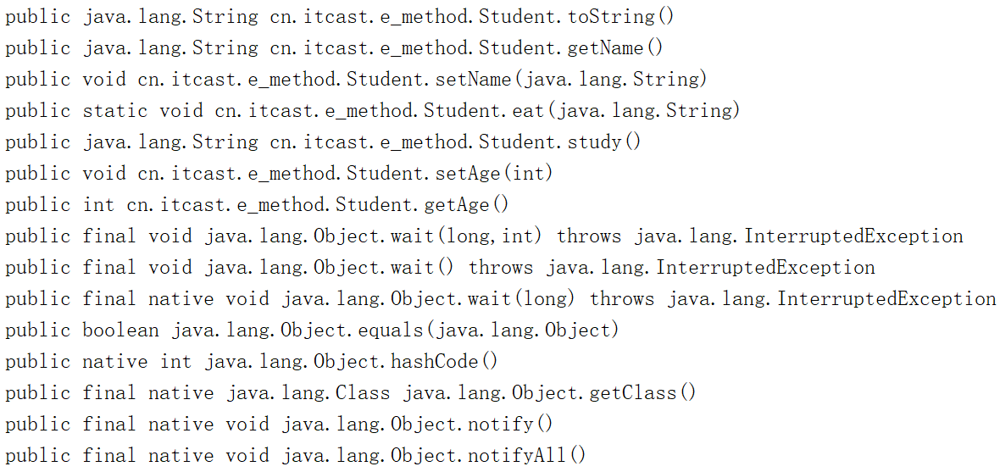 public java.lang.String cn.itcast.e_method.Student.toString()
public java.lang.String cn.itcast.e_method.Student.getName()
public void cn.itcast.e_method.Student.setName(java.lang.String)
public static void cn.itcast.e_method.Student.eat(java.lang.String)
public java.lang.String cn.itcast.e_method.Student.study()
public void cn.itcast.e_method.Student.setAge(int)
public int cn.itcast.e_method.Student.getAge()
public final void java.lang.Object.wait(long,int) throws java.lang.InterruptedException
public final void java.lang.Object.wait() throws java.lang.InterruptedException
public final native void java.lang.Object.wait(long) throws java.lang.InterruptedException
public boolean java.lang.Object.equals(java.lang.Object)
public native int java.lang.Object.hashCode()
public final native java.lang.Class java.lang.Object.getClass()
public final native void java.lang.Object.notify()
public final native void java.lang.Object.notifyAll()